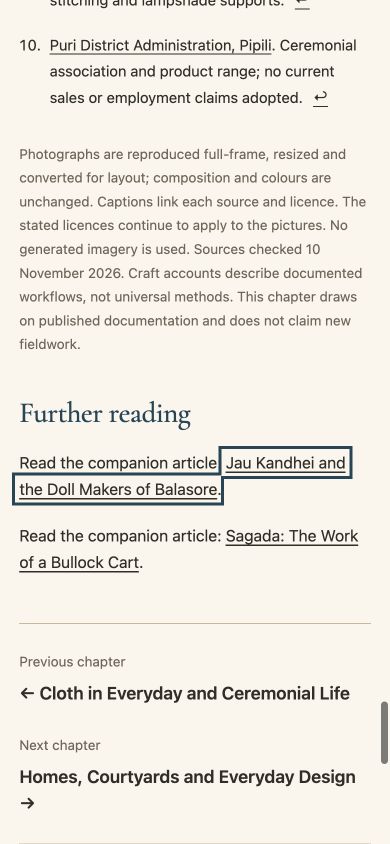 stitching and lampshade supports. ↩
10. Puri District Administration, Pipili. Ceremonial
association and product range; no current
sales or employment claims adopted. ↩
Photographs are reproduced full-frame, resized and
converted for layout; composition and colours are
unchanged. Captions link each source and licence. The
stated licences continue to apply to the pictures. No
generated imagery is used. Sources checked 10
November 2026. Craft accounts describe documented
workflows, not universal methods. This chapter draws
on published documentation and does not claim new
fieldwork.
Further reading
Read the companion article: Jau Kandhei and
the Doll Makers of Balasore.
Read the companion article: Sagada: The Work
of a Bullock Cart.
Previous chapter
← Cloth in Everyday and Ceremonial Life
Next chapter
Homes, Courtyards and Everyday Design
→